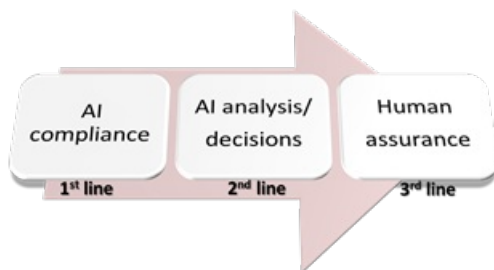 AI
compliance
1st line
AI analysis/
decisions
2nd line
Human
assurance
3rd line